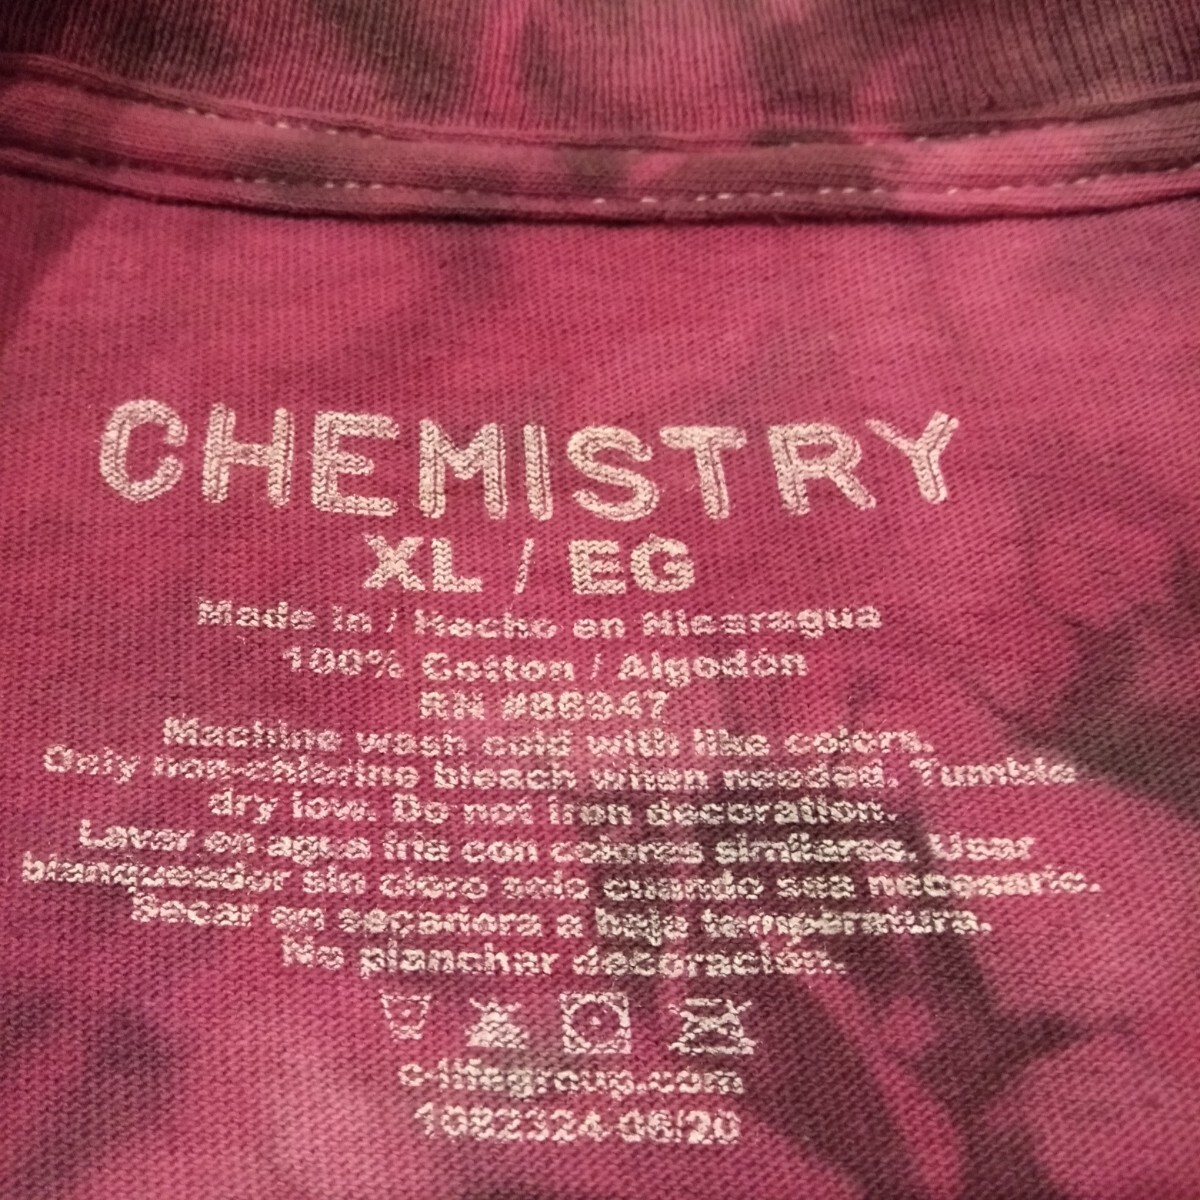 CHEMISTRY
XL / EG
Made in / Hecho en Nicaragua
100% Cotton / Algodón
RN #86947
Machine wash cold with like colors.
Only non-chlorine bleach when needed. Tumble
dry low. Do not iron decoration.
Lavar en agua fria con colores similares. Usar
blanqueador sin cloro solo cuando sea necesario.
Secar en secadora a baja temperatura.
No planchar decoración.
c-lifegroup.com
1082324-06/20